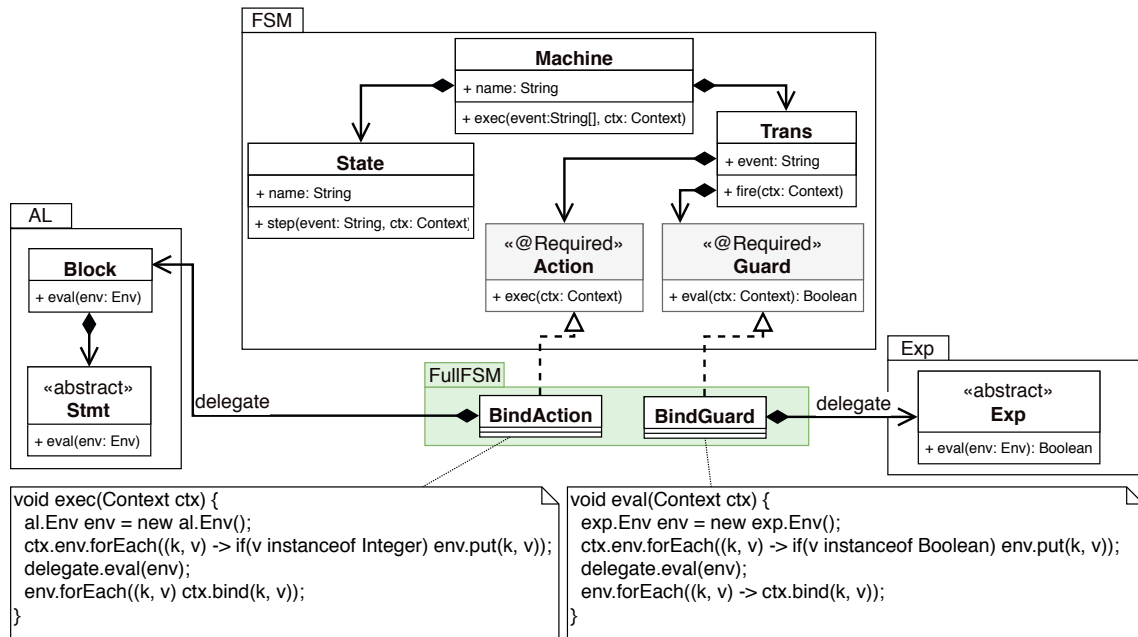 FSM
Machine
+ name: String
+ exec(event:String[], ctx: Context)
Trans
+ event: String
+ fire(ctx: Context)
State
+ name: String
+ step(event: String, ctx: Context)
AL
Block
+ eval(env: Env)
«@Required»
Action
+ exec(ctx: Context)
«@Required»
Guard
+ eval(ctx: Context): Boolean
Exp
«abstract»
Stmt
+ eval(env: Env)
delegate
FullFSM
BindAction
BindGuard
delegate
«abstract»
Exp
+ eval(env: Env): Boolean
void exec(Context ctx) {
al.Env env = new al.Env();
ctx.env.forEach((k, v) -> if(v instanceof Integer) env.put(k, v));
delegate.eval(env);
env.forEach((k, v) ctx.bind(k, v));
}
void eval(Context ctx) {
exp.Env env = new exp.Env();
ctx.env.forEach((k, v) -> if(v instanceof Boolean) env.put(k, v));
delegate.eval(env);
env.forEach((k, v) -> ctx.bind(k, v));
}